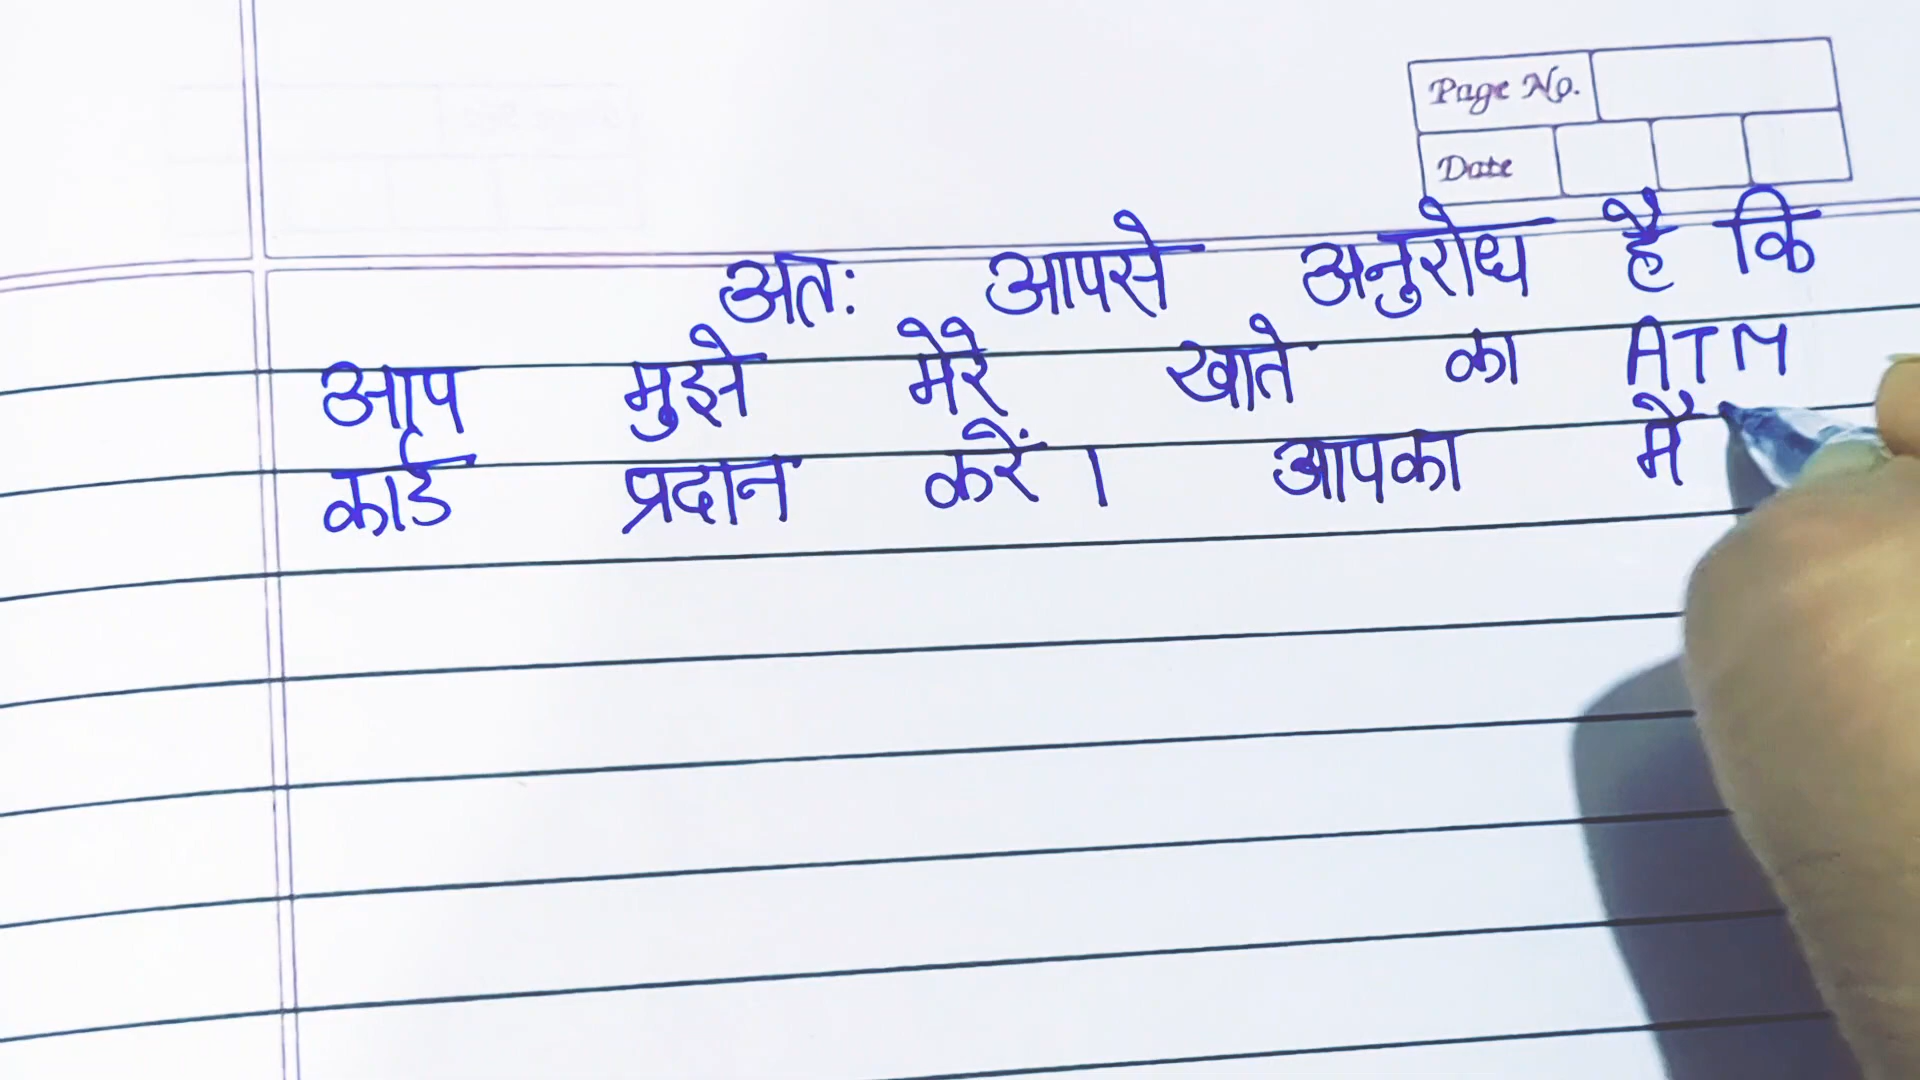 Page No.
Date
अतः आपसे अनुरोध है कि
आप मुझे मेरे खाते का ATM
कार्ड प्रदान करें। आपका मै